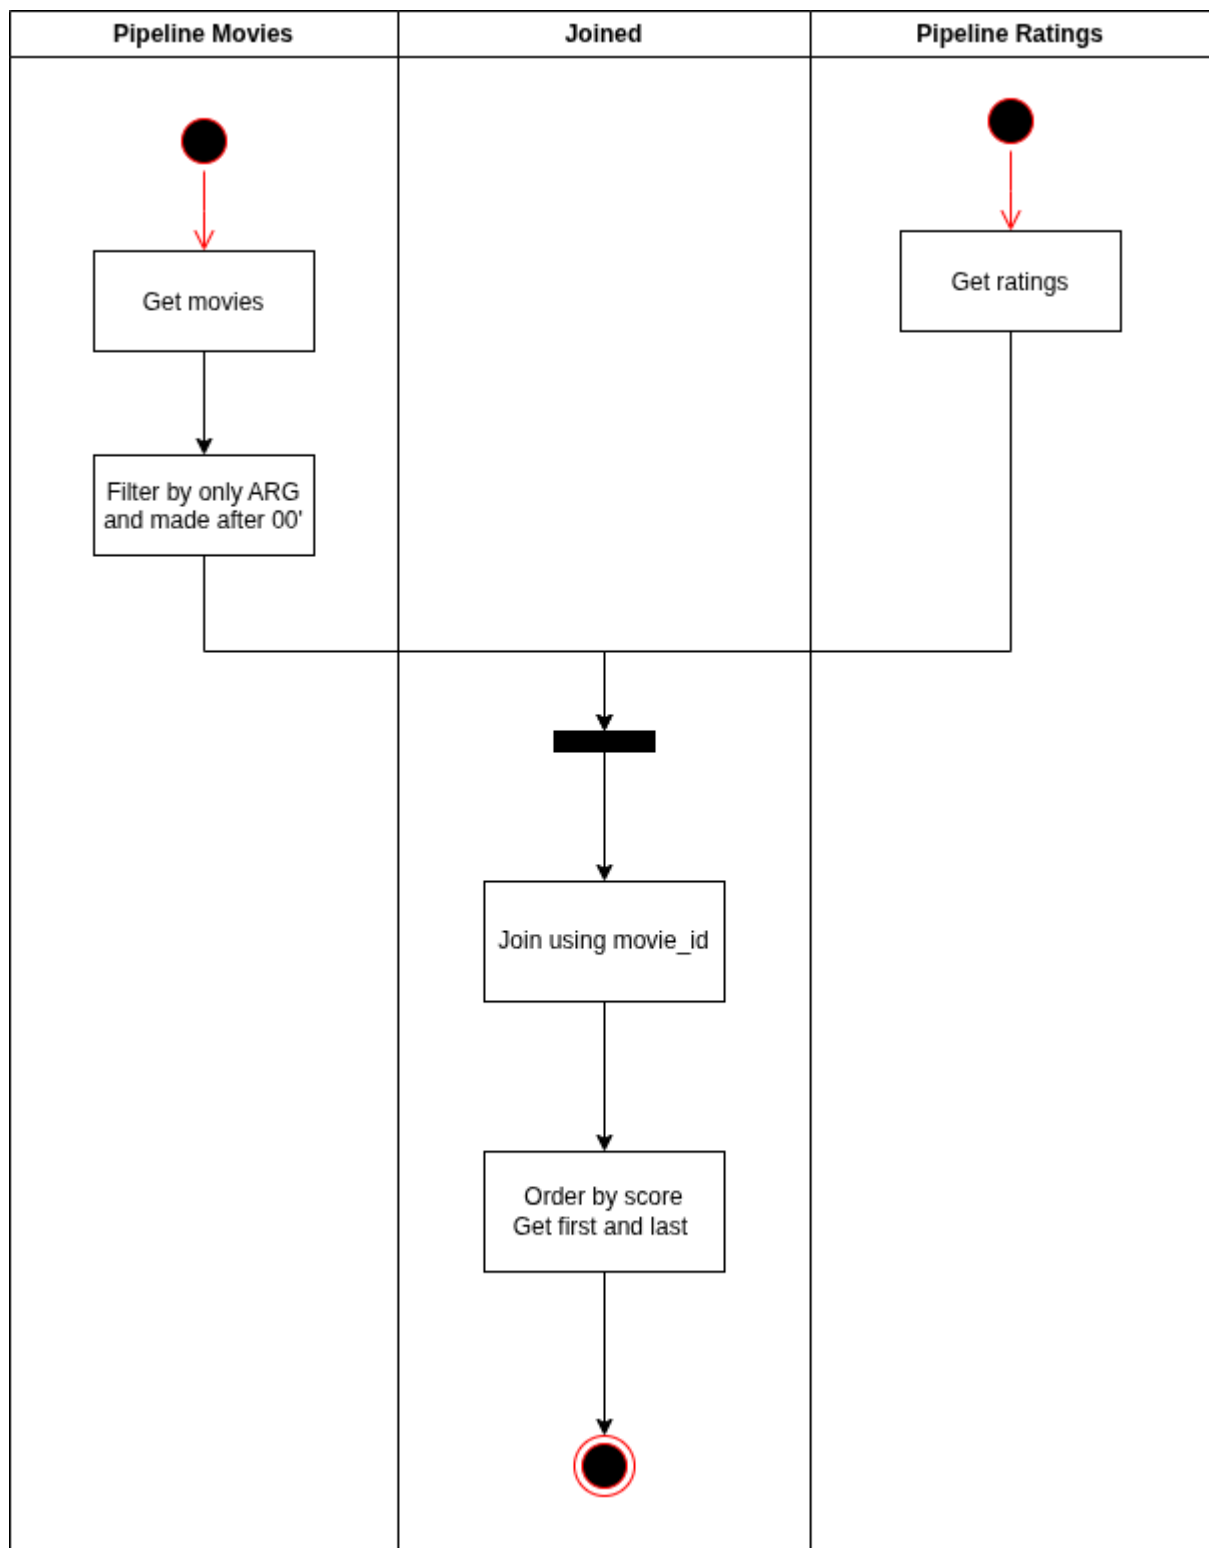 Pipeline Movies
Joined
Pipeline Ratings
Get movies
Get ratings
Filter by only ARG
and made after 00'
Join using movie_id
Order by score
Get first and last